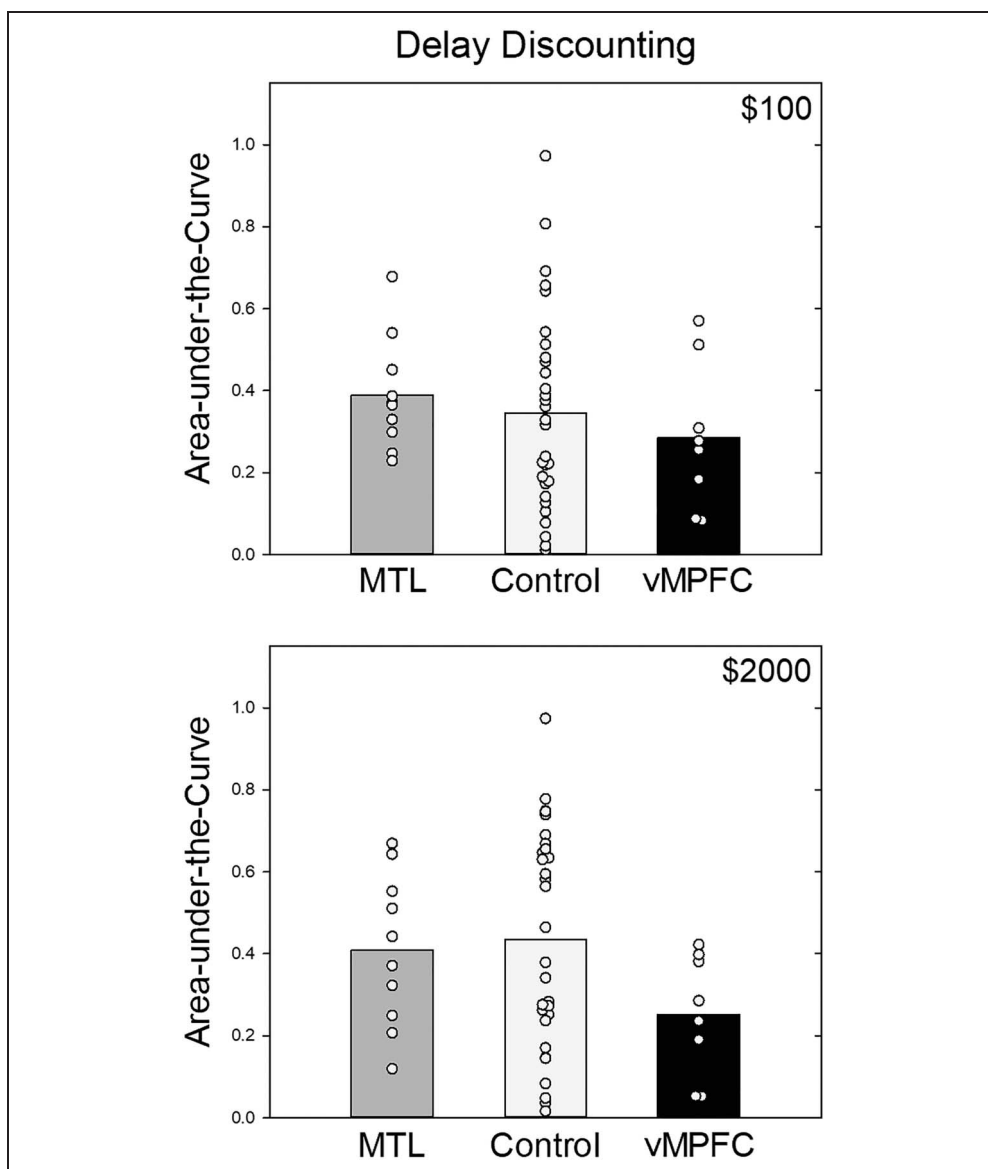 Delay Discounting
$100
Area-under-the-Curve
1.0
0.8
0.6
0.4
0.2
0.0
MTL Control vMPFC
$2000
Area-under-the-Curve
1.0
0.8
0.6
0.4
0.2
0.0
MTL Control vMPFC